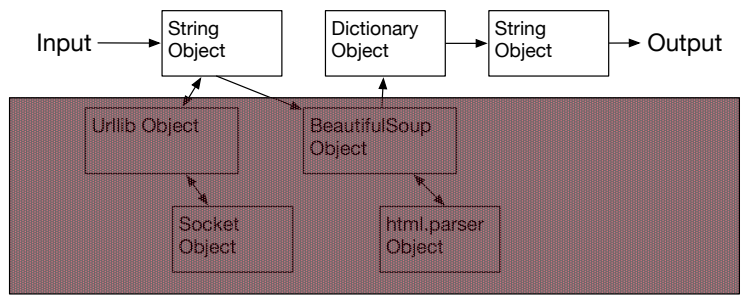 Input
String
Object
Dictionary
Object
String
Object
Output
Urllib Object
BeautifulSoup
Object
Socket
Object
html.parser
Object